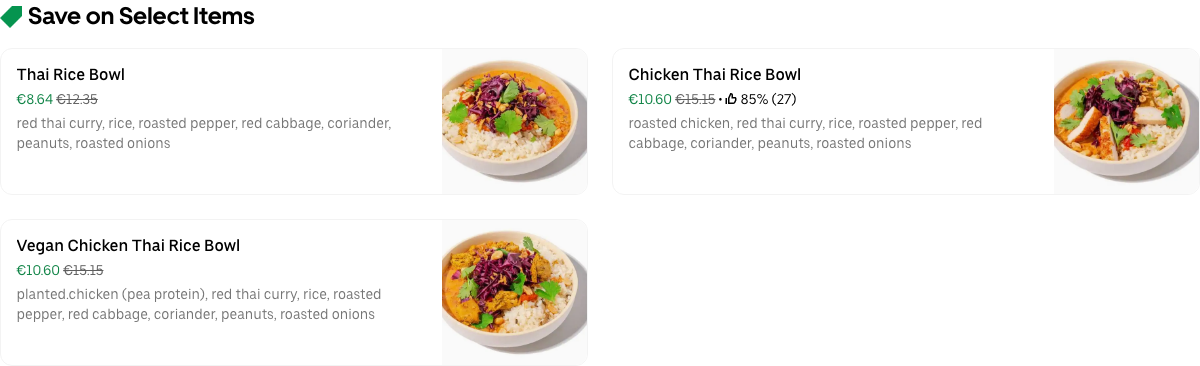 Save on Select Items
Thai Rice Bowl
€8.64 €12.35
red thai curry, rice, roasted pepper, red cabbage, coriander,
peanuts, roasted onions
Chicken Thai Rice Bowl
€10.60 €15.15 • 85% (27)
roasted chicken, red thai curry, rice, roasted pepper, red
cabbage, coriander, peanuts, roasted onions
Vegan Chicken Thai Rice Bowl
€10.60 €15.15
planted.chicken (pea protein), red thai curry, rice, roasted
pepper, red cabbage, coriander, peanuts, roasted onions